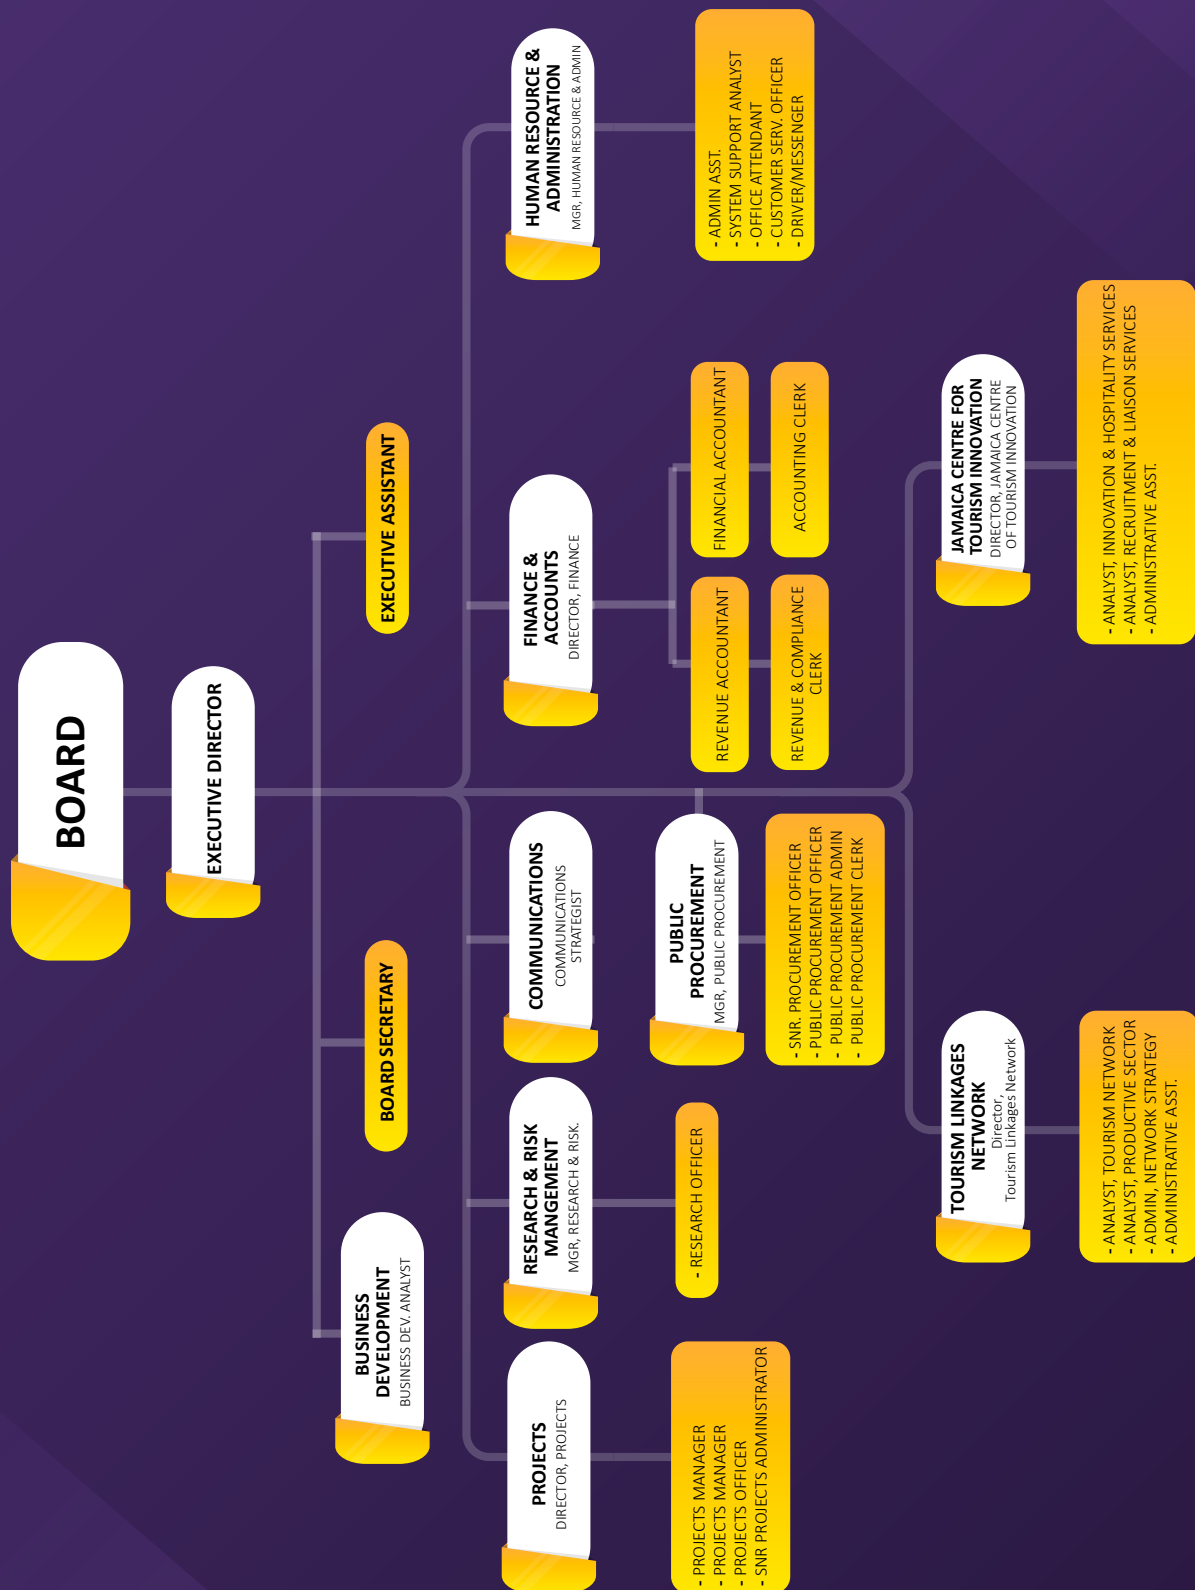 BOARD
EXECUTIVE DIRECTOR
BUSINESS
DEVELOPMENT
BUSINESS DEV. ANALYST
BOARD SECRETARY
EXECUTIVE ASSISTANT
PROJECTS
DIRECTOR, PROJECTS
- PROJECTS MANAGER
- PROJECTS MANAGER
- PROJECTS OFFICER
- SNR PROJECTS ADMINISTRATOR
RESEARCH & RISK
MANGEMENT
MGR, RESEARCH & RISK.
- RESEARCH OFFICER
COMMUNICATIONS
COMMUNICATIONS
STRATEGIST
FINANCE &
ACCOUNTS
DIRECTOR, FINANCE
REVENUE ACCOUNTANT
FINANCIAL ACCOUNTANT
REVENUE & COMPLIANCE
CLERK
ACCOUNTING CLERK
HUMAN RESOURCE &
ADMINISTRATION
MGR, HUMAN RESOURCE & ADMIN
- ADMIN ASST.
- SYSTEM SUPPORT ANALYST
- OFFICE ATTENDANT
- CUSTOMER SERV. OFFICER
- DRIVER/MESSENGER
PUBLIC
PROCUREMENT
MGR, PUBLIC PROCUREMENT
- SNR. PROCUREMENT OFFICER
- PUBLIC PROCUREMENT OFFICER
- PUBLIC PROCUREMENT ADMIN
- PUBLIC PROCUREMENT CLERK
TOURISM LINKAGES
NETWORK
Director,
Tourism Linkages Network
- ANALYST, TOURISM NETWORK
- ANALYST, PRODUCTIVE SECTOR
- ADMIN, NETWORK STRATEGY
- ADMINISTRATIVE ASST.
JAMAICA CENTRE FOR
TOURISM INNOVATION
DIRECTOR, JAMAICA CENTRE
OF TOURISM INNOVATION
- ANALYST, INNOVATION & HOSPITALITY SERVICES
- ANALYST, RECRUITMENT & LIAISON SERVICES
- ADMINISTRATIVE ASST.